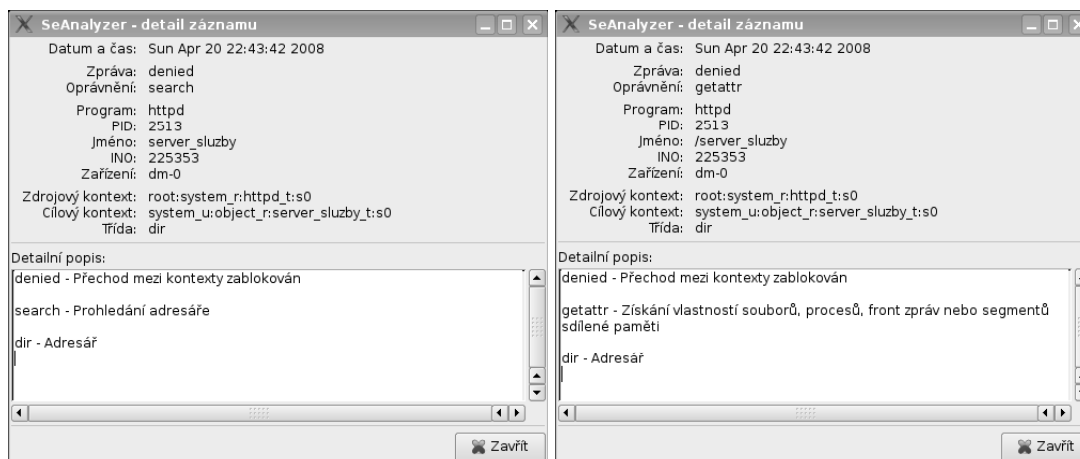 SeAnalyzer - detail záznamu
Datum a čas: Sun Apr 20 22:43:42 2008
Zpráva: denied
Oprávnění: search
Program: httpd
PID: 2513
Jméno: server_sluzby
INO: 225353
Zařízení: dm-0
Zdrojový kontext: root:system_r:httpd_t:s0
Cílový kontext: system_u:object_r:server_sluzby_t:s0
Třída: dir
Detailní popis:
denied - Přechod mezi kontexty zablokován
search - Prohledání adresáře
dir - Adresář
Zavřít
SeAnalyzer - detail záznamu
Datum a čas: Sun Apr 20 22:43:42 2008
Zpráva: denied
Oprávnění: getattr
Program: httpd
PID: 2513
Jméno: /server_sluzby
INO: 225353
Zařízení: dm-0
Zdrojový kontext: root:system_r:httpd_t:s0
Cílový kontext: system_u:object_r:server_sluzby_t:s0
Třída: dir
Detailní popis:
denied - Přechod mezi kontexty zablokován
getattr - Získání vlastností souborů, procesů, front zpráv nebo segmentů
sdílené paměti
dir - Adresář
Zavřít